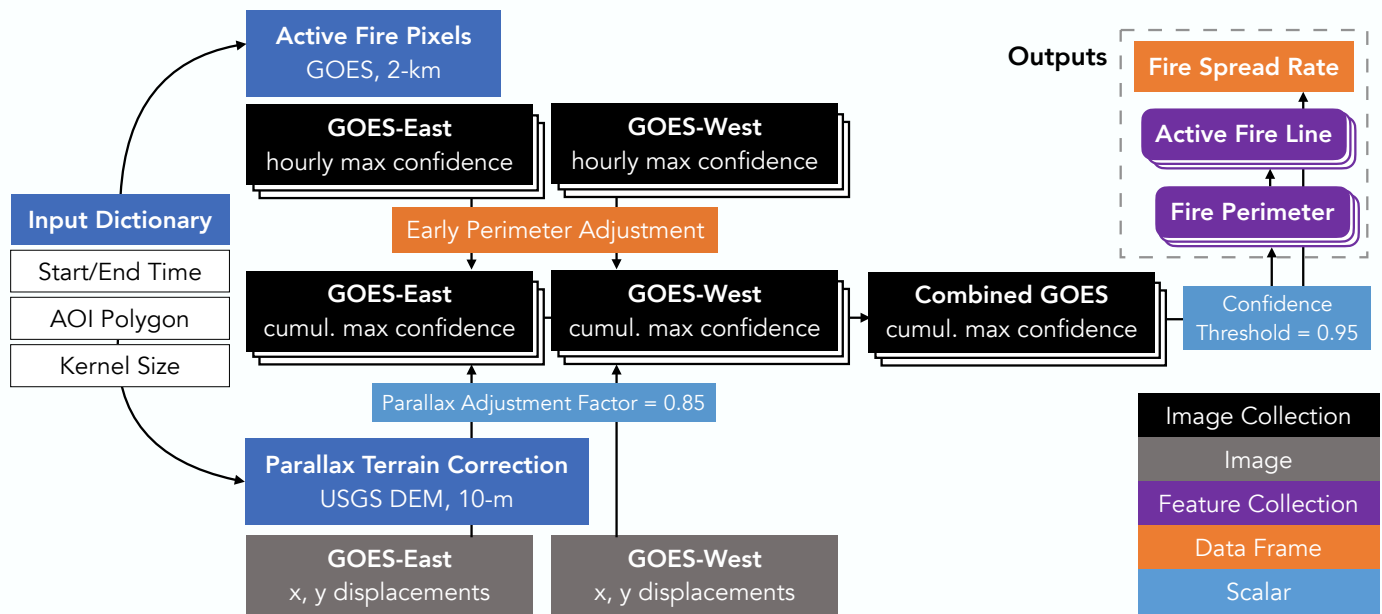 Active Fire Pixels
GOES, 2-km
Outputs
Fire Spread Rate
GOES-East
hourly max confidence
GOES-West
hourly max confidence
Active Fire Line
Input Dictionary
Start/End Time
AOI Polygon
Kernel Size
Early Perimeter Adjustment
Fire Perimeter
GOES-East
cumul. max confidence
GOES-West
cumul. max confidence
Combined GOES
cumul. max confidence
Confidence
Threshold = 0.95
Parallax Adjustment Factor = 0.85
Parallax Terrain Correction
USGS DEM, 10-m
GOES-East
x, y displacements
GOES-West
x, y displacements
Image Collection
Image
Feature Collection
Data Frame
Scalar